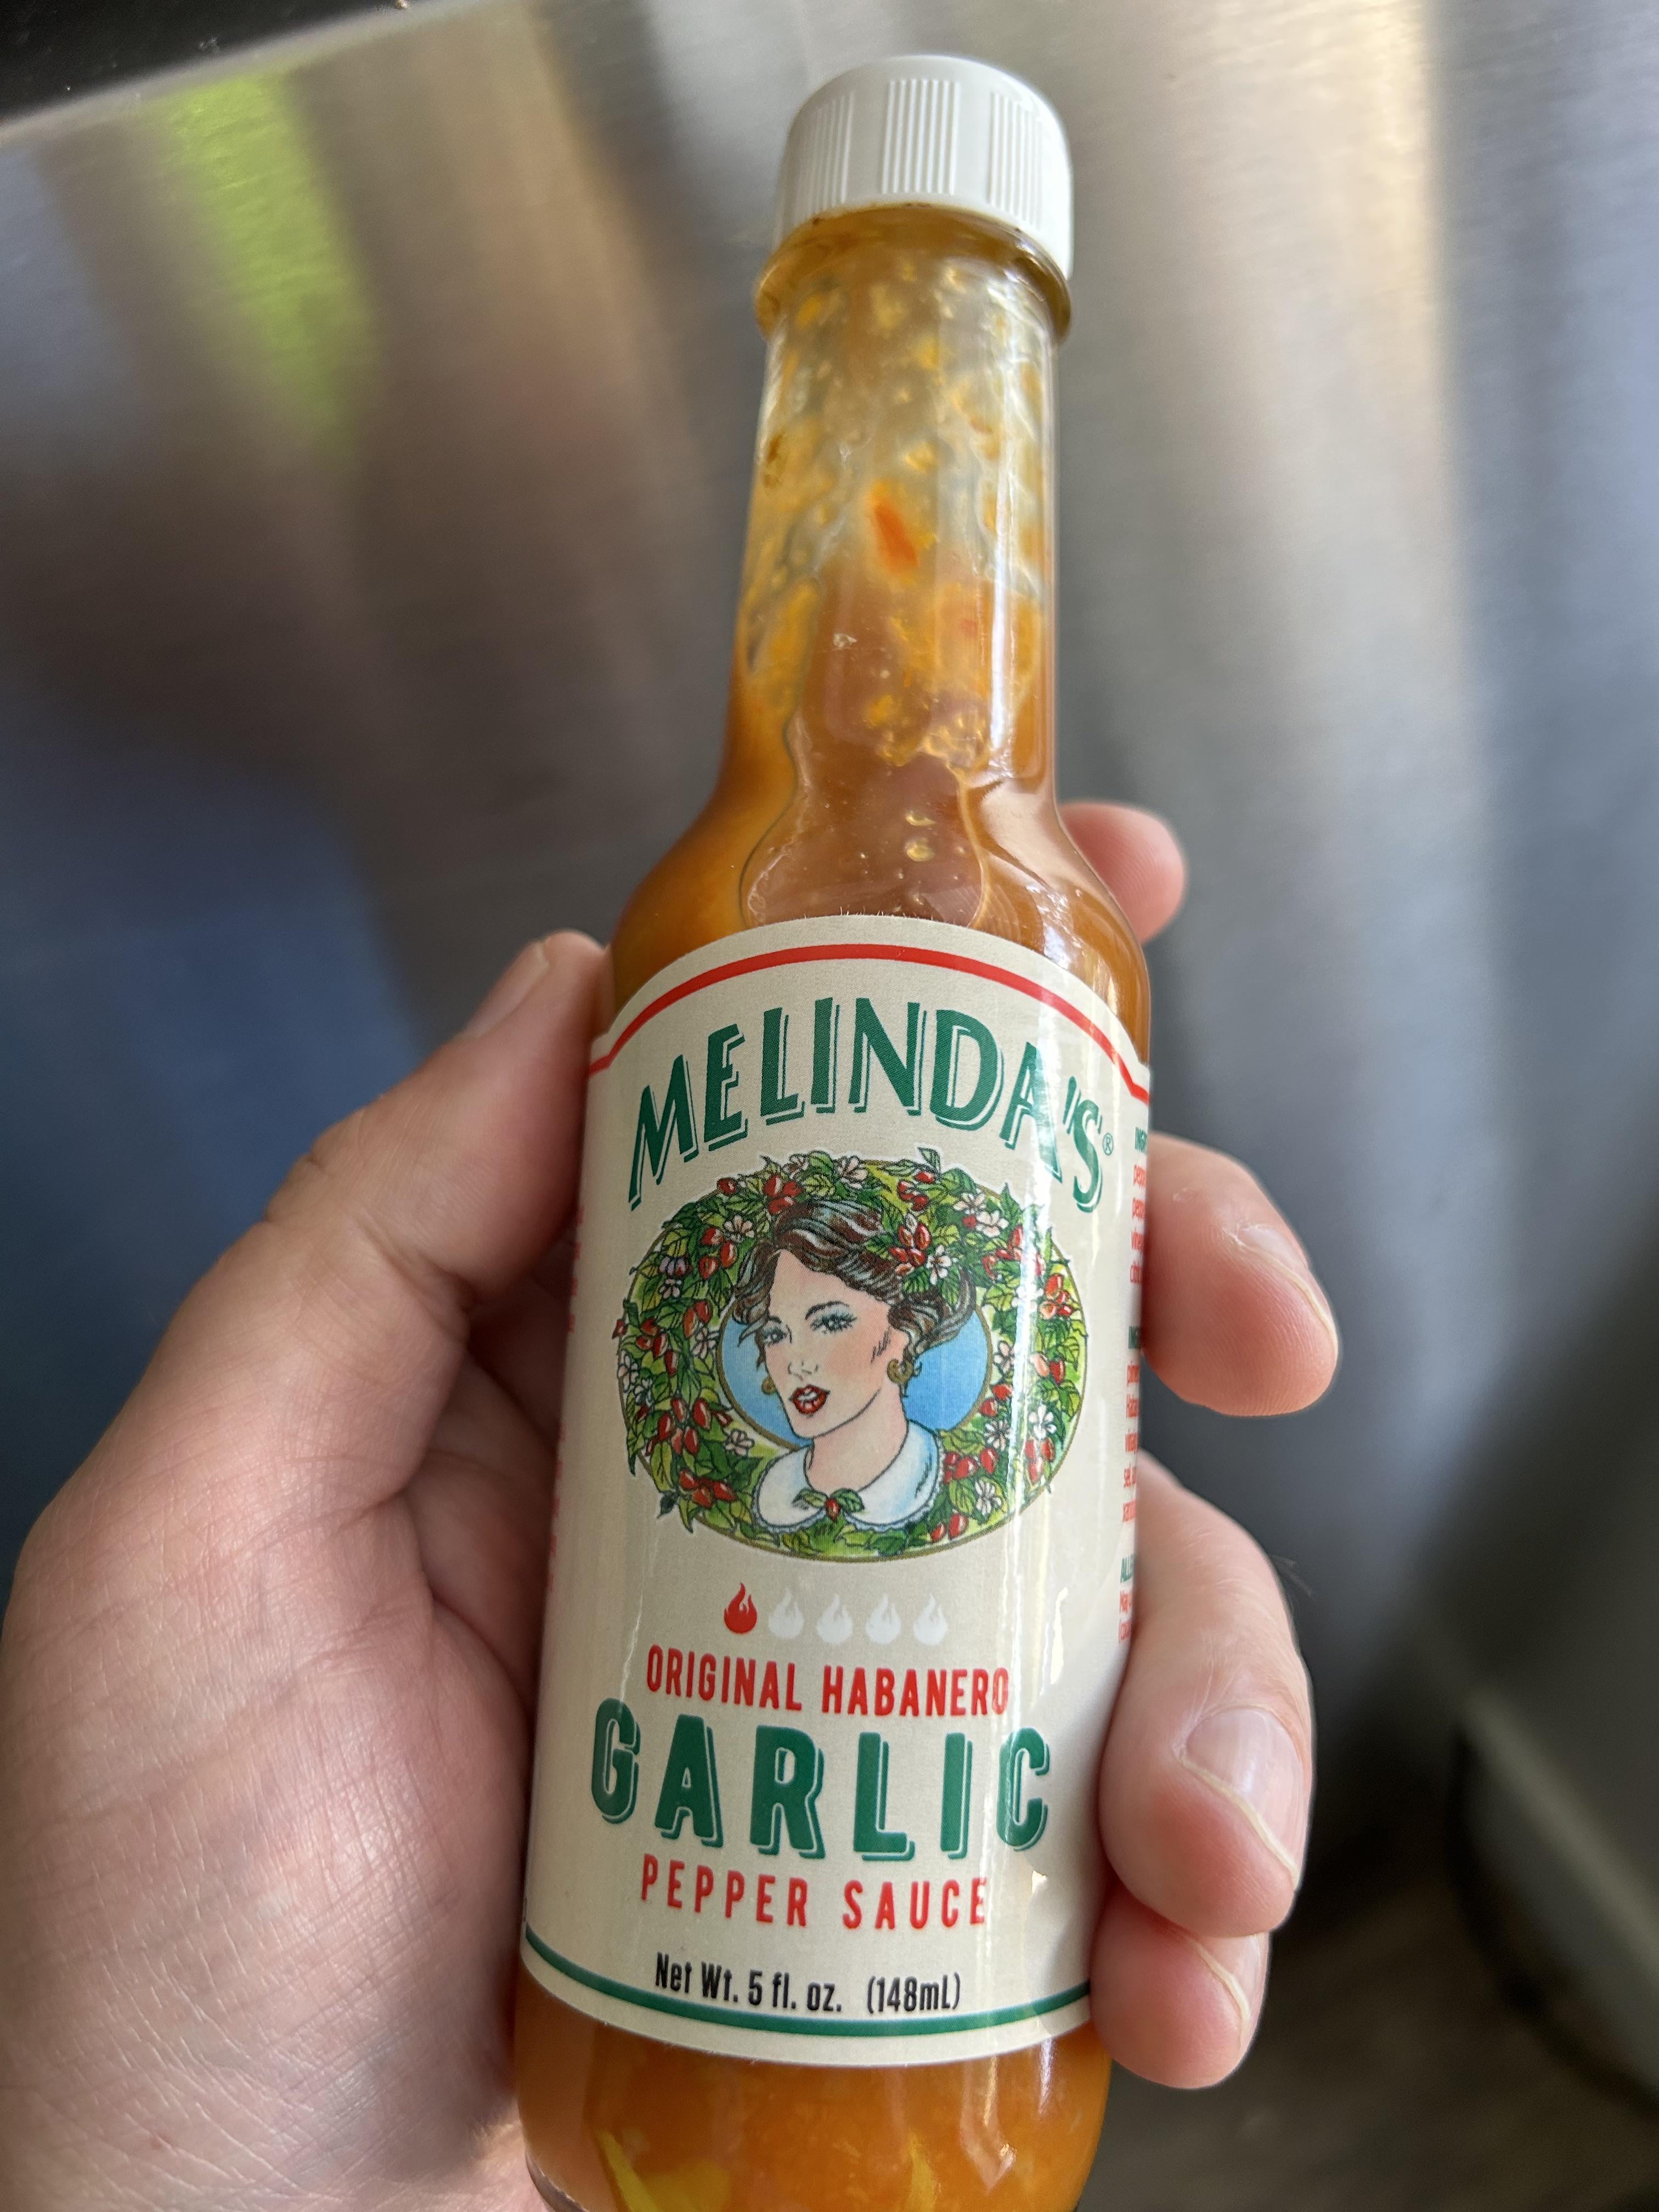 MELINDA'S®
ORIGINAL HABANERO
GARLIC
PEPPER SAUCE
Net Wt. 5 fl. oz. (148mL)